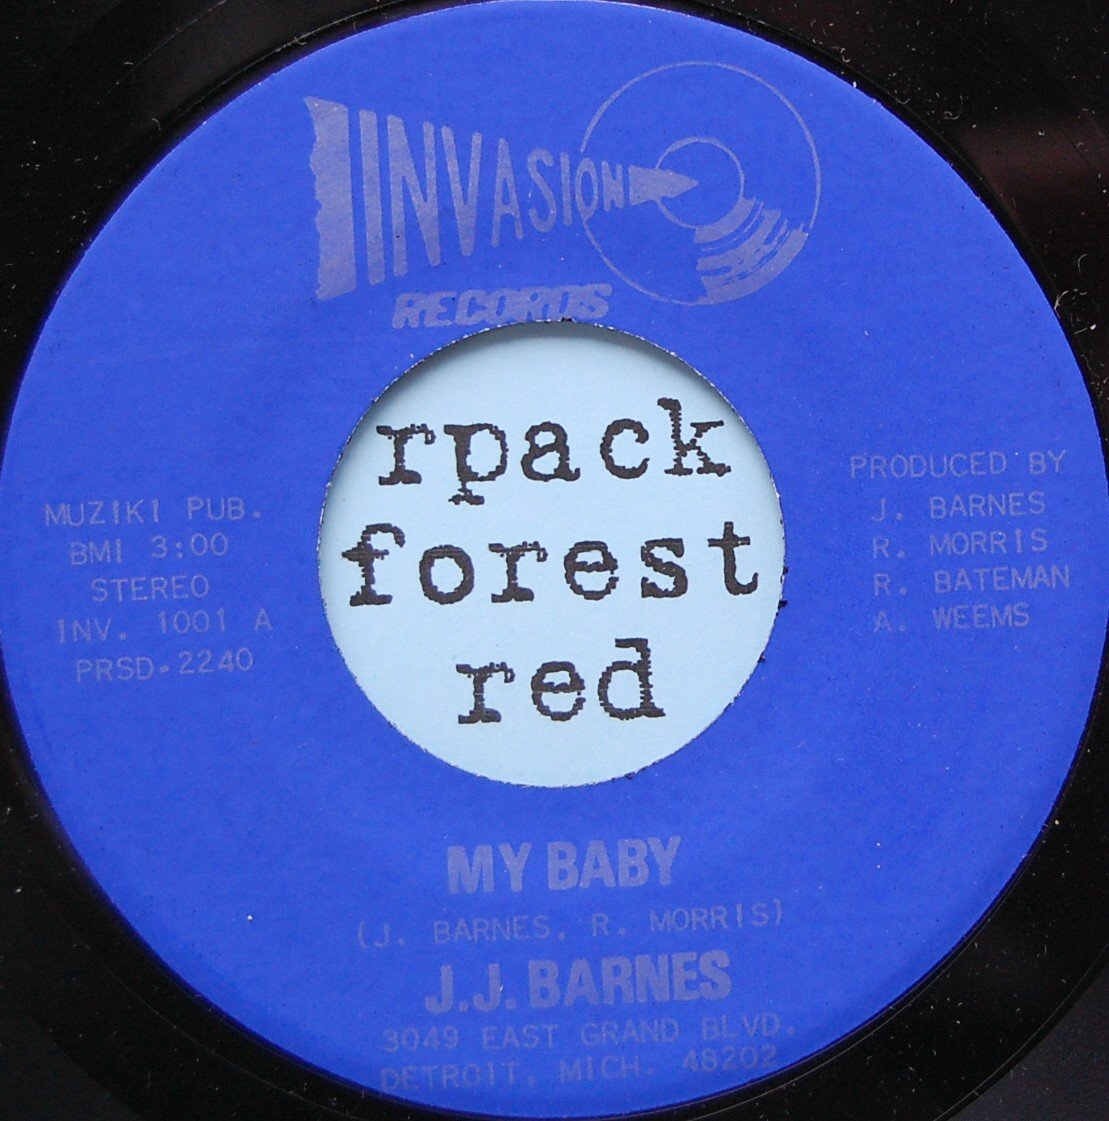 INVASION
RECORDS
rpack
forest
red
MUZIKI PUB.
BMI 3:00
STEREO
INV. 1001 A
PRSD-2240
PRODUCED BY
J. BARNES
R. MORRIS
R. BATEMAN
A. WEEMS
MY BABY
(J. BARNES, R. MORRIS)
J.J. BARNES
3049 EAST GRAND BLVD.
DETROIT, MICH. 48202